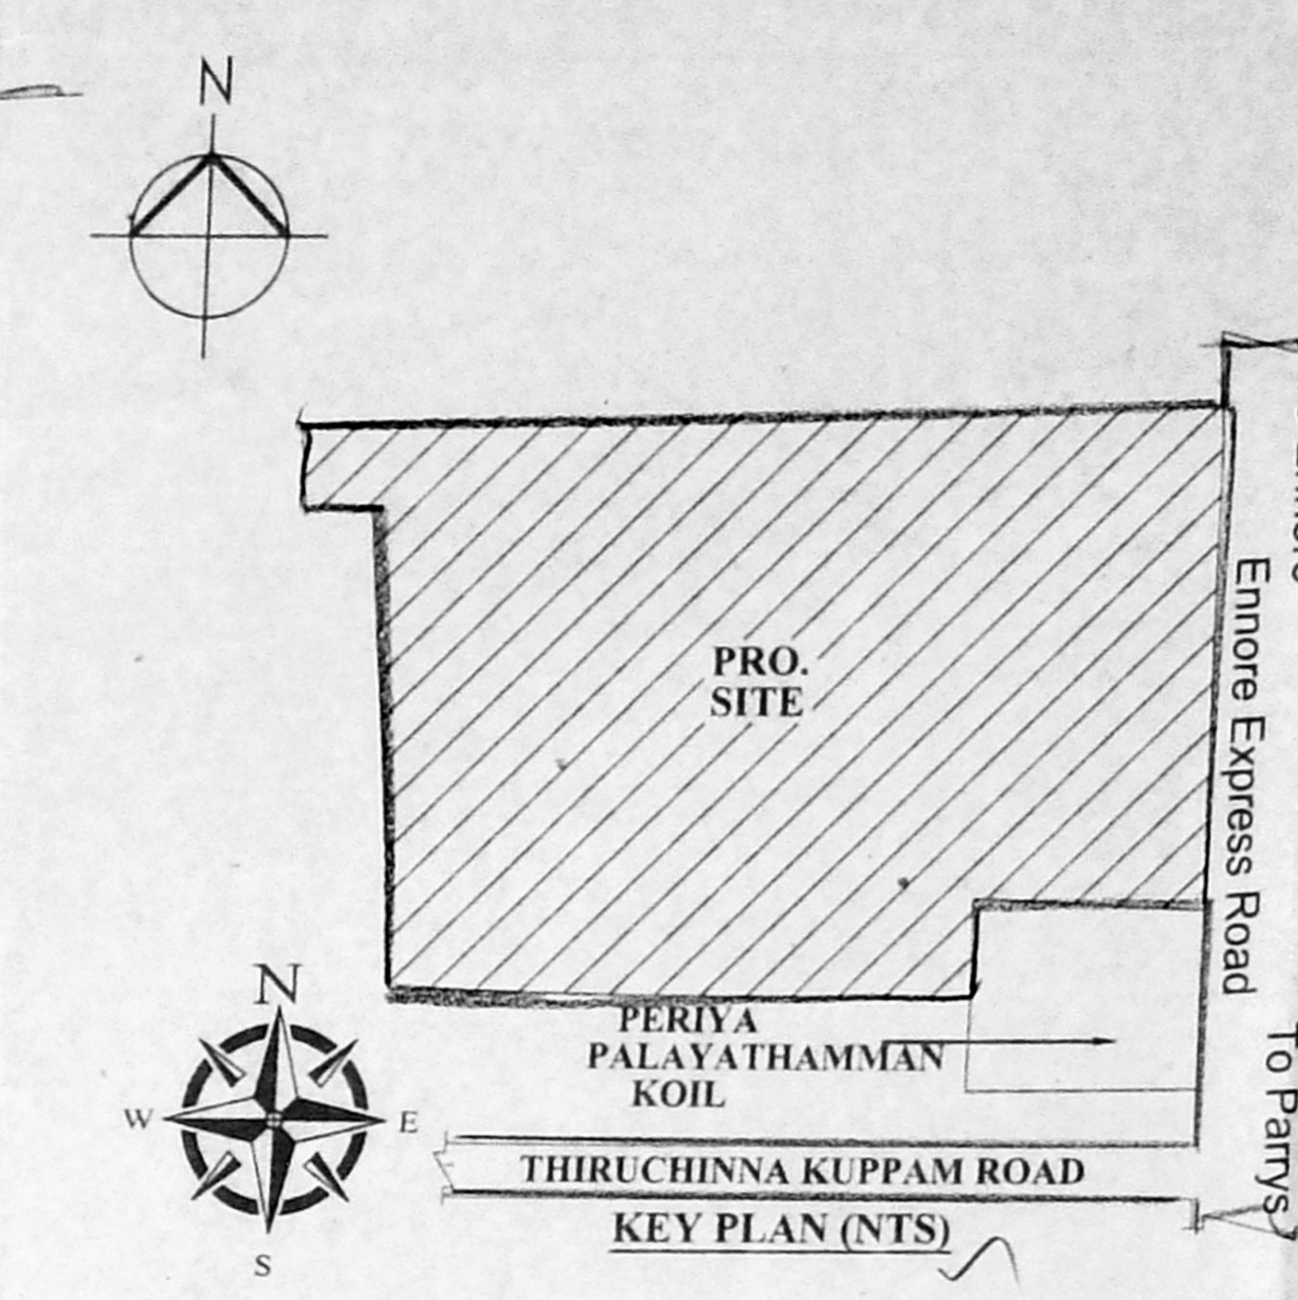 N
PRO.
SITE
Ennore Express Road
To Parrys
PERIYA
PALAYATHAMMAN
KOIL
N
W
E
S
THIRUCHINNA KUPPAM ROAD
KEY PLAN (NTS)